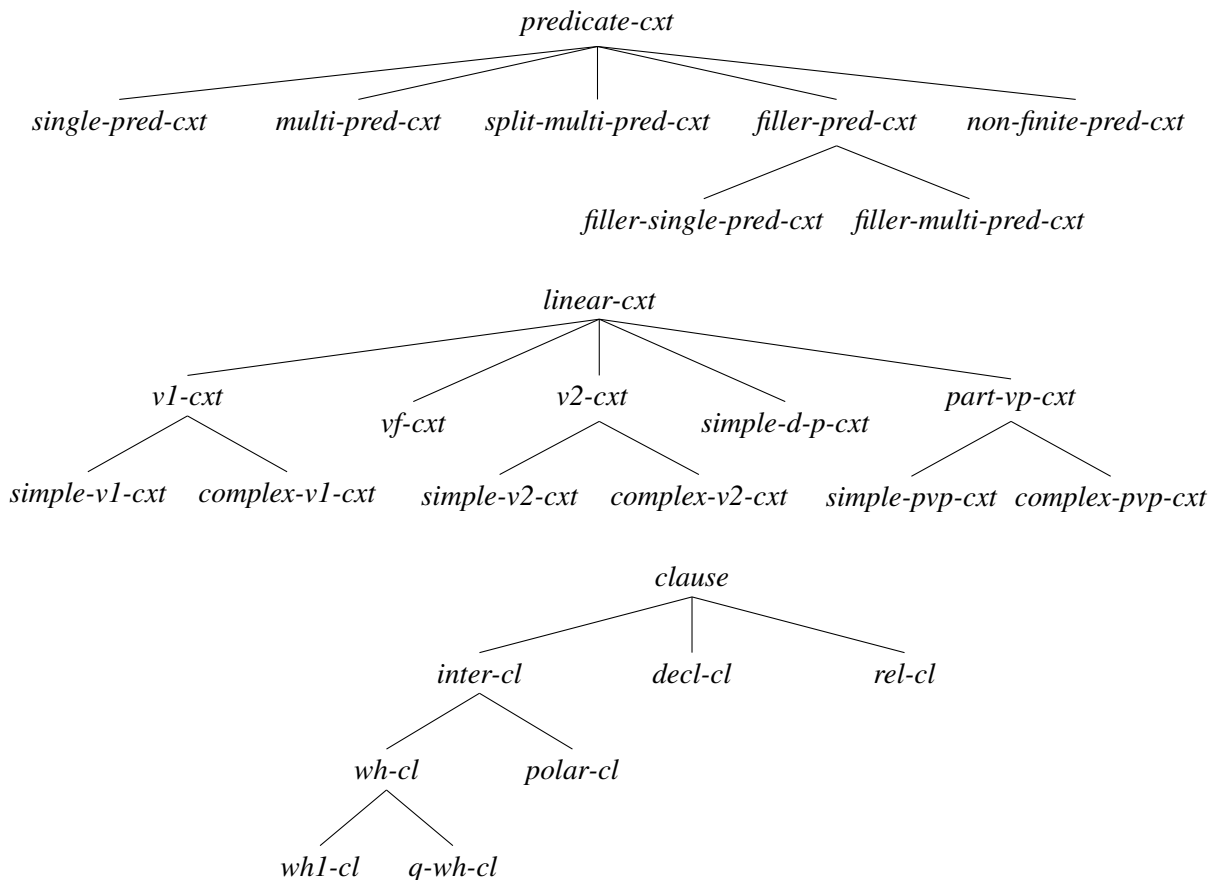 predicate-cxt
single-pred-cxt multi-pred-cxt split-multi-pred-cxt filler-pred-cxt non-finite-pred-cxt
filler-single-pred-cxt filler-multi-pred-cxt
linear-cxt
v1-cxt vf-cxt v2-cxt simple-d-p-cxt part-vp-cxt
simple-v1-cxt complex-v1-cxt simple-v2-cxt complex-v2-cxt simple-pvp-cxt complex-pvp-cxt
clause
inter-cl decl-cl rel-cl
wh-cl polar-cl
wh1-cl q-wh-cl